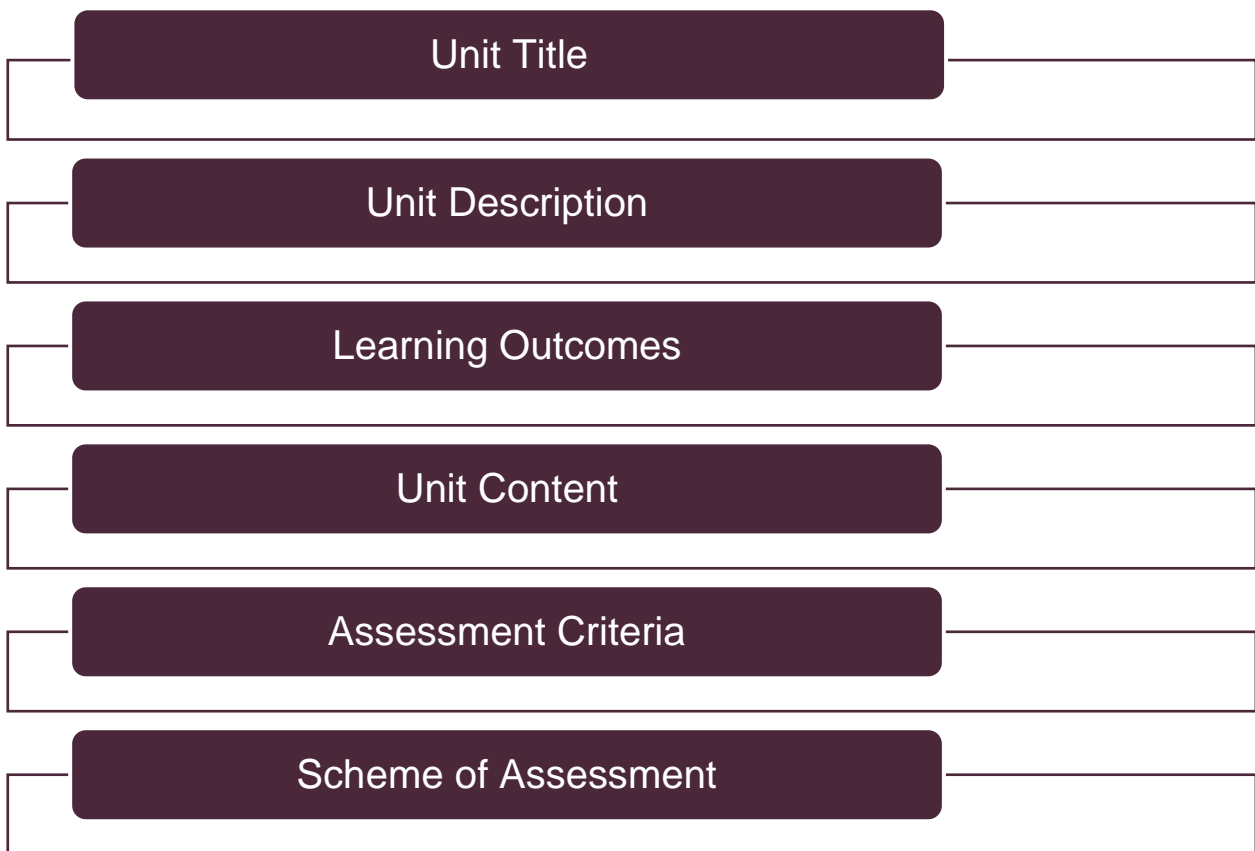 Unit Title
Unit Description
Learning Outcomes
Unit Content
Assessment Criteria
Scheme of Assessment